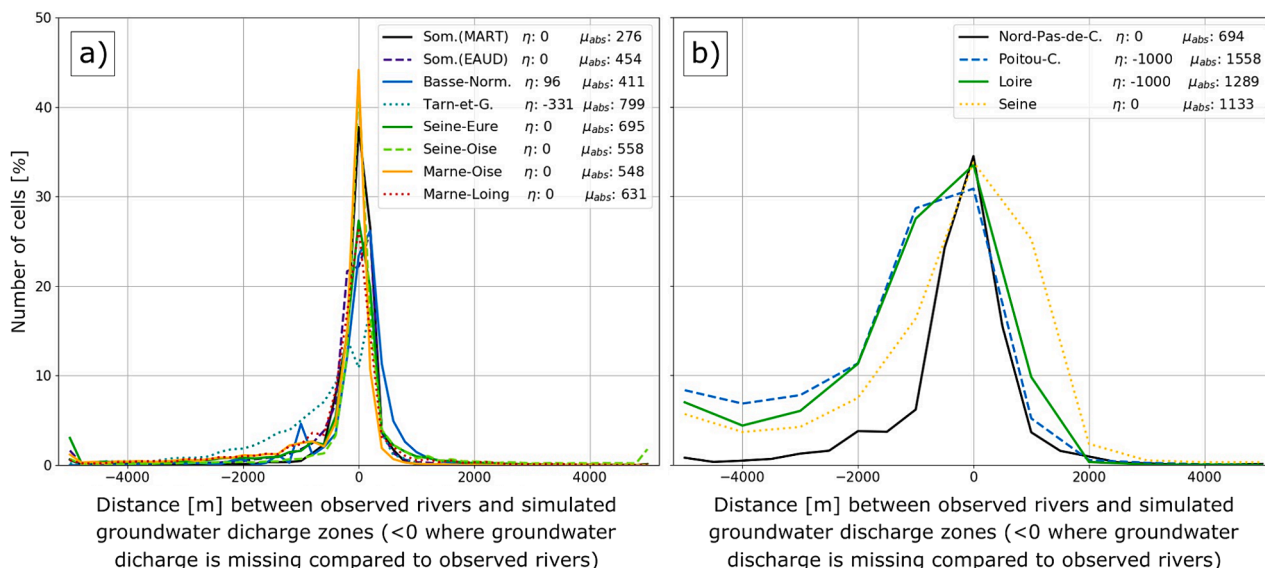 a)
Som.(MART) η: 0 μabs: 276
Som.(EAUD) η: 0 μabs: 454
Basse-Norm. η: 96 μabs: 411
Tarn-et-G. η: -331 μabs: 799
Seine-Eure η: 0 μabs: 695
Seine-Oise η: 0 μabs: 558
Marne-Oise η: 0 μabs: 548
Marne-Loing η: 0 μabs: 631
Number of cells [%]
50
40
30
20
10
0
−4000 −2000 0 2000 4000
Distance [m] between observed rivers and simulated
groundwater dicharge zones (<0 where groundwater
dicharge is missing compared to observed rivers)
b)
Nord-Pas-de-C. η: 0 μabs: 694
Poitou-C. η: -1000 μabs: 1558
Loire η: -1000 μabs: 1289
Seine η: 0 μabs: 1133
−4000 −2000 0 2000 4000
Distance [m] between observed rivers and simulated
groundwater discharge zones (<0 where groundwater
discharge is missing compared to observed rivers)